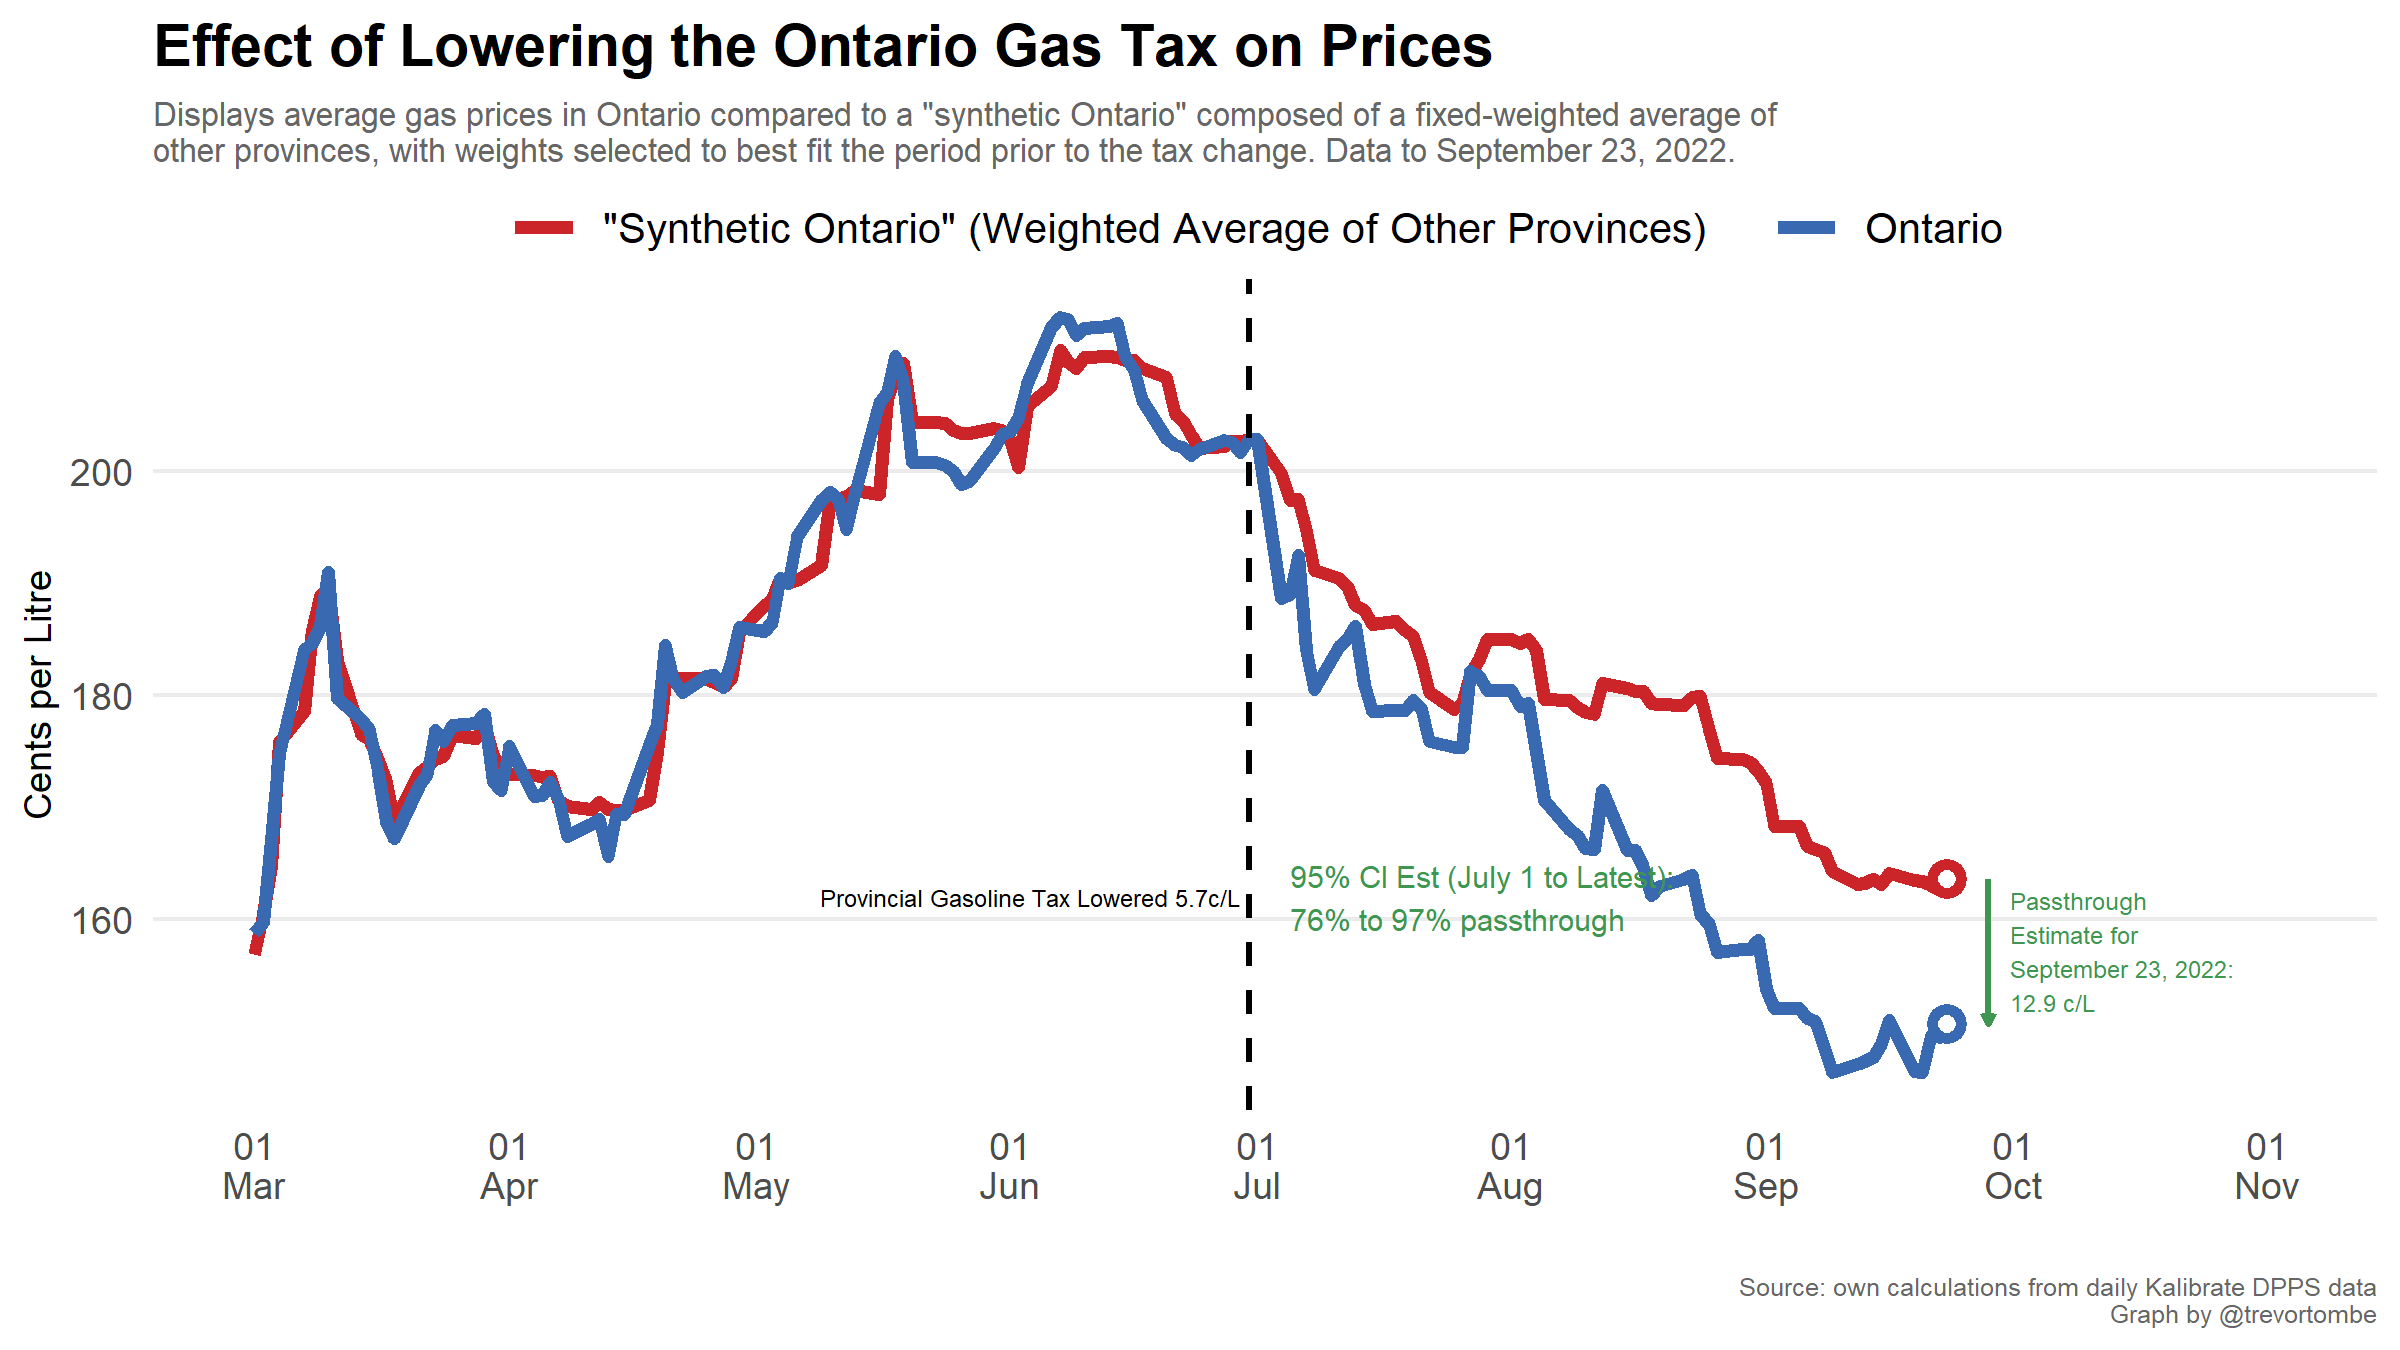 Effect of Lowering the Ontario Gas Tax on Prices
Displays average gas prices in Ontario compared to a "synthetic Ontario" composed of a fixed-weighted average of
other provinces, with weights selected to best fit the period prior to the tax change. Data to September 23, 2022.
"Synthetic Ontario" (Weighted Average of Other Provinces)
Ontario
Cents per Litre
200
180
160
Provincial Gasoline Tax Lowered 5.7c/L
95% CI Est (July 1 to Latest):
76% to 97% passthrough
Passthrough
Estimate for
September 23, 2022:
12.9 c/L
01
Mar
01
Apr
01
May
01
Jun
01
Jul
01
Aug
01
Sep
01
Oct
01
Nov
Source: own calculations from daily Kalibrate DPPS data
Graph by @trevortombe